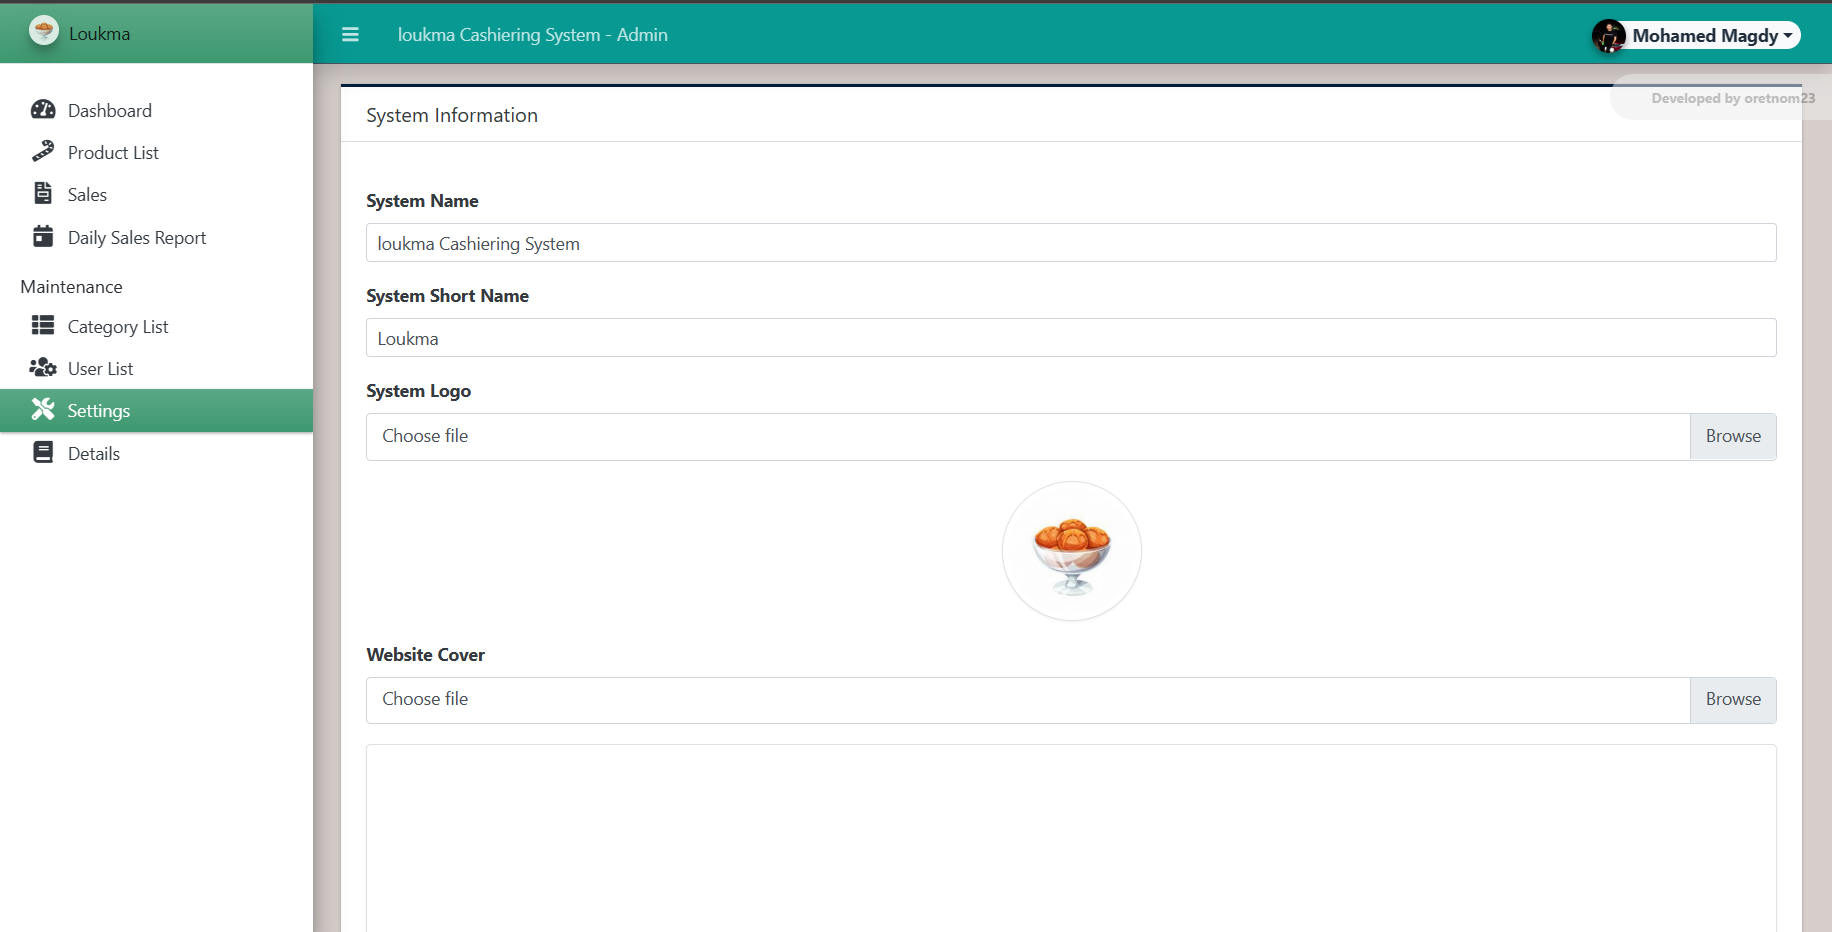 Loukma
loukma Cashiering System - Admin
Mohamed Magdy
Developed by oretnom23
Dashboard
Product List
Sales
Daily Sales Report
Maintenance
Category List
User List
Settings
Details
System Information
System Name
loukma Cashiering System
System Short Name
Loukma
System Logo
Choose file
Browse
Website Cover
Choose file
Browse